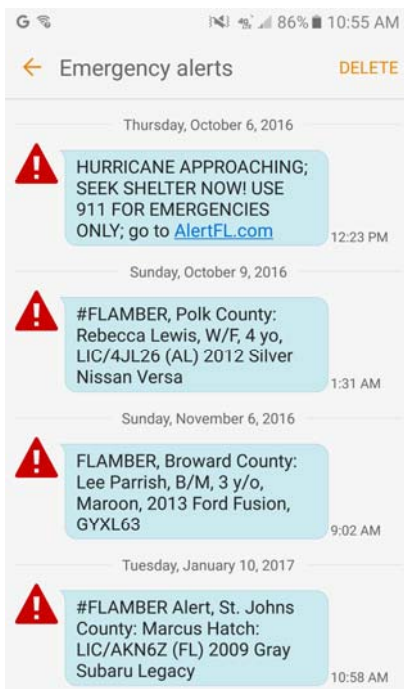 G 86% 10:55 AM
Emergency alerts DELETE
Thursday, October 6, 2016
HURRICANE APPROACHING;
SEEK SHELTER NOW! USE
911 FOR EMERGENCIES
ONLY; go to AlertFL.com
12:23 PM
Sunday, October 9, 2016
#FLAMBER, Polk County:
Rebecca Lewis, W/F, 4 yo,
LIC/4JL26 (AL) 2012 Silver
Nissan Versa
1:31 AM
Sunday, November 6, 2016
FLAMBER, Broward County:
Lee Parrish, B/M, 3 y/o,
Maroon, 2013 Ford Fusion,
GYXL63
9:02 AM
Tuesday, January 10, 2017
#FLAMBER Alert, St. Johns
County: Marcus Hatch:
LIC/AKN6Z (FL) 2009 Gray
Subaru Legacy
10:58 AM